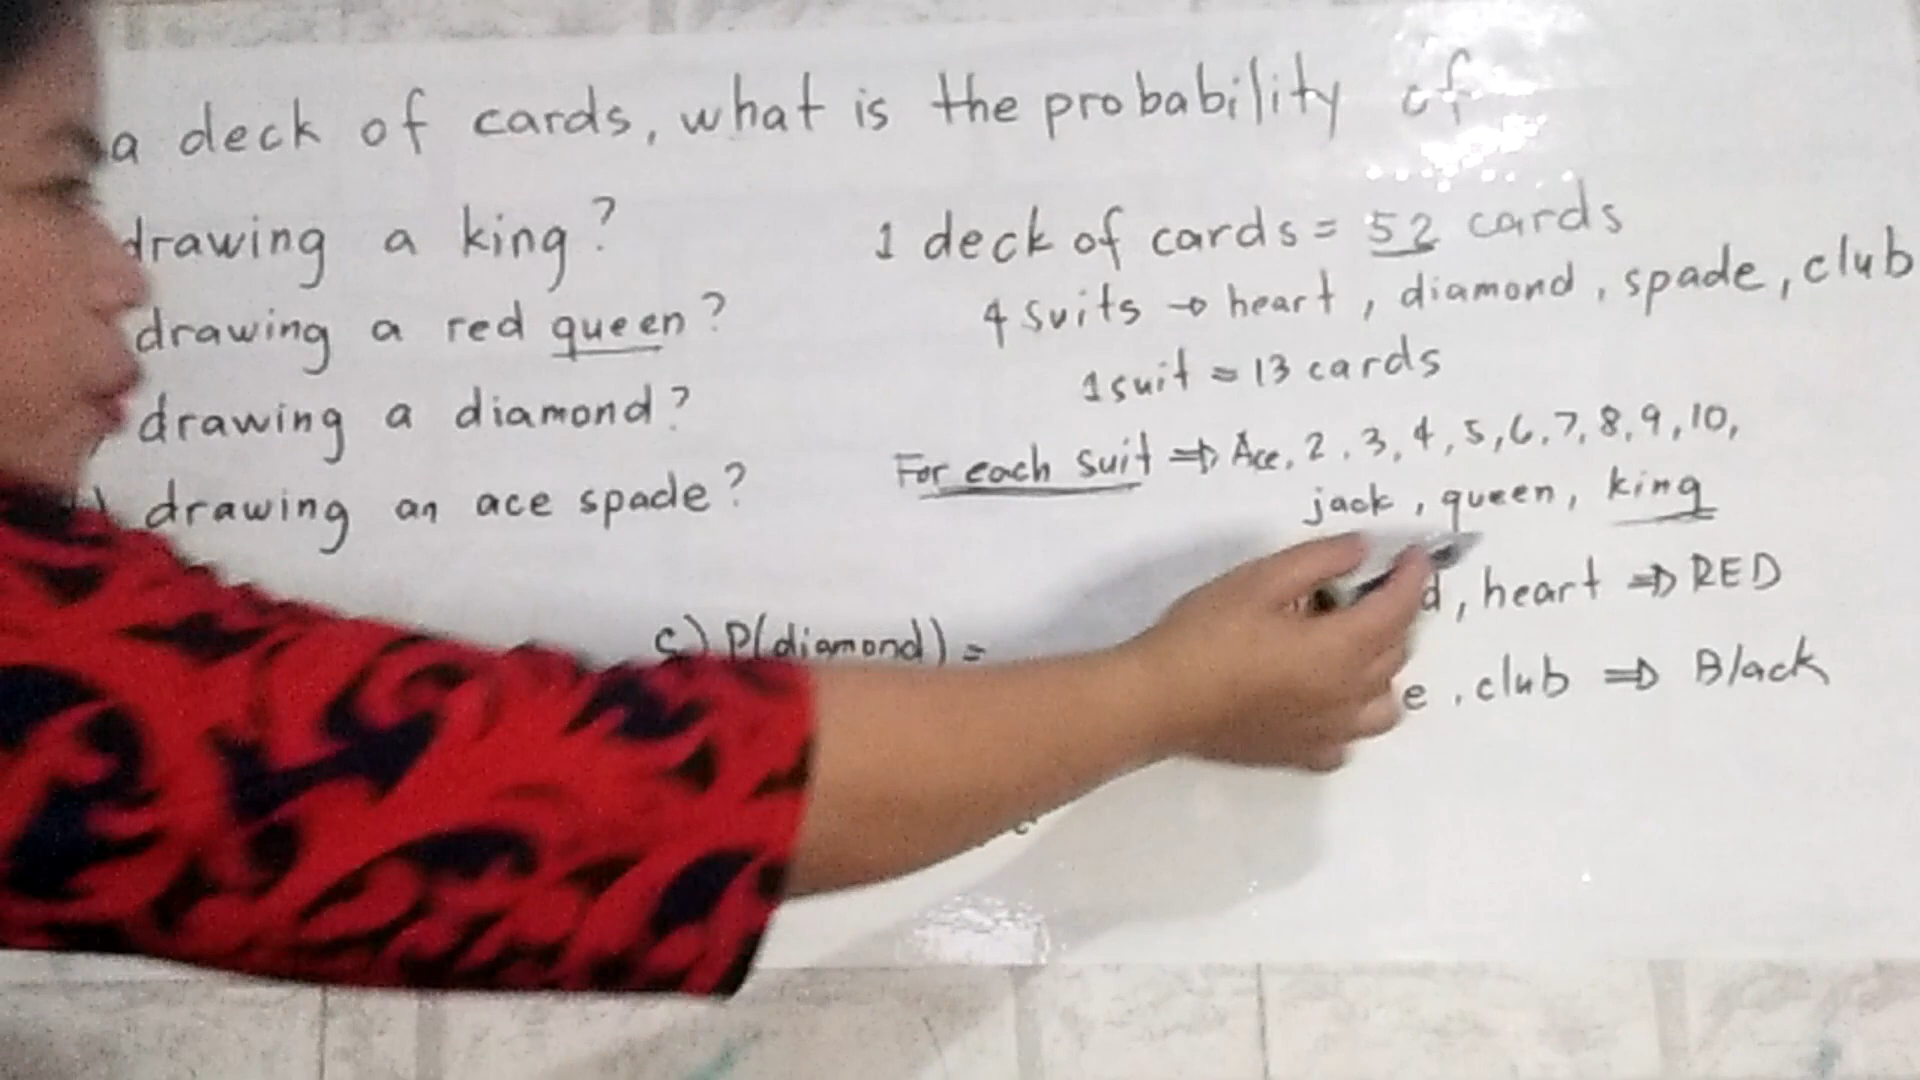 a deck of cards, what is the probability of
drawing a king?
drawing a red queen?
drawing a diamond?
drawing an ace spade?
1 deck of cards = 52 cards
4 suits → heart, diamond, spade, club
1 suit = 13 cards
For each suit ⇒ Ace, 2, 3, 4, 5, 6, 7, 8, 9, 10,
jack, queen, king
d, heart ⇒ RED
e, club ⇒ Black
c) P(diamond) =